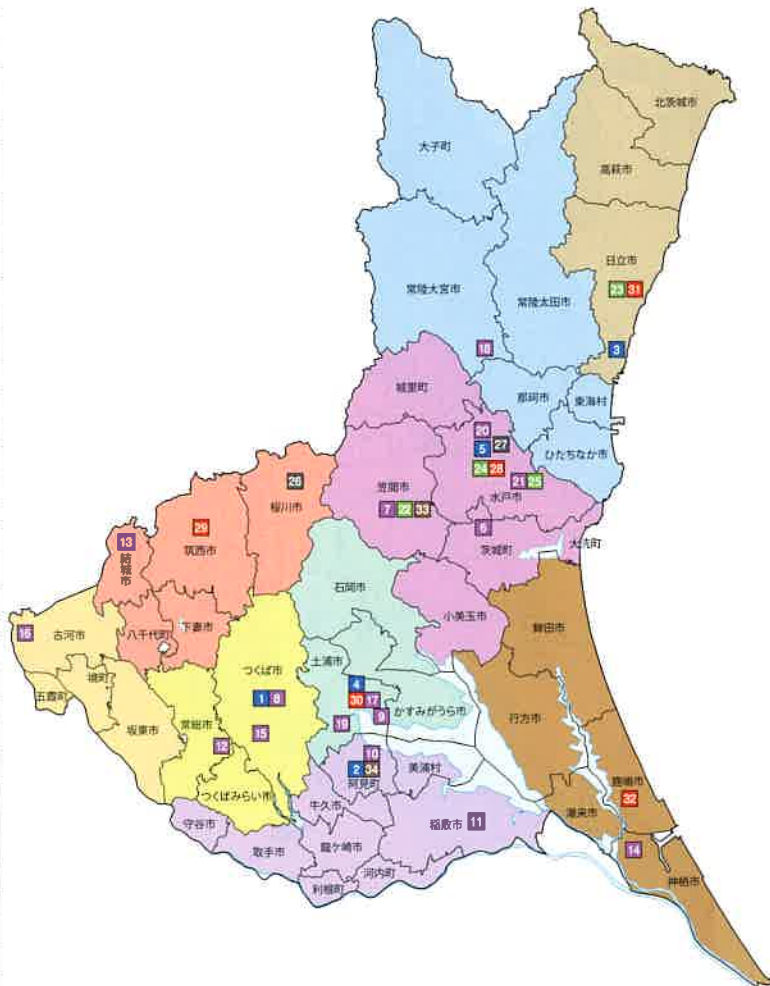 北茨城市
大子町
高萩市
日立市
23 31
常陸大宮市
常陸太田市
3
18
城里町
那珂市
東海村
20
5 27
ひたちなか市
24 28
26
桜川市
笠間市
21 25
7 22 33
水戸市
29
筑西市
6
茨城町
大洗町
13
結城市
石岡市
小美玉市
鉾田市
16
古河市
八千代町
下妻市
土浦市
つくば市
境町
五霞町
4
1 8
30 17
かすみがうら市
行方市
坂東市
常総市
19
9
15
12
10
美浦村
2 34
阿見町
鹿嶋市
つくばみらい市
牛久市
32
潮来市
守谷市
稲敷市 11
取手市
龍ケ崎市
14
河内町
利根町
神栖市